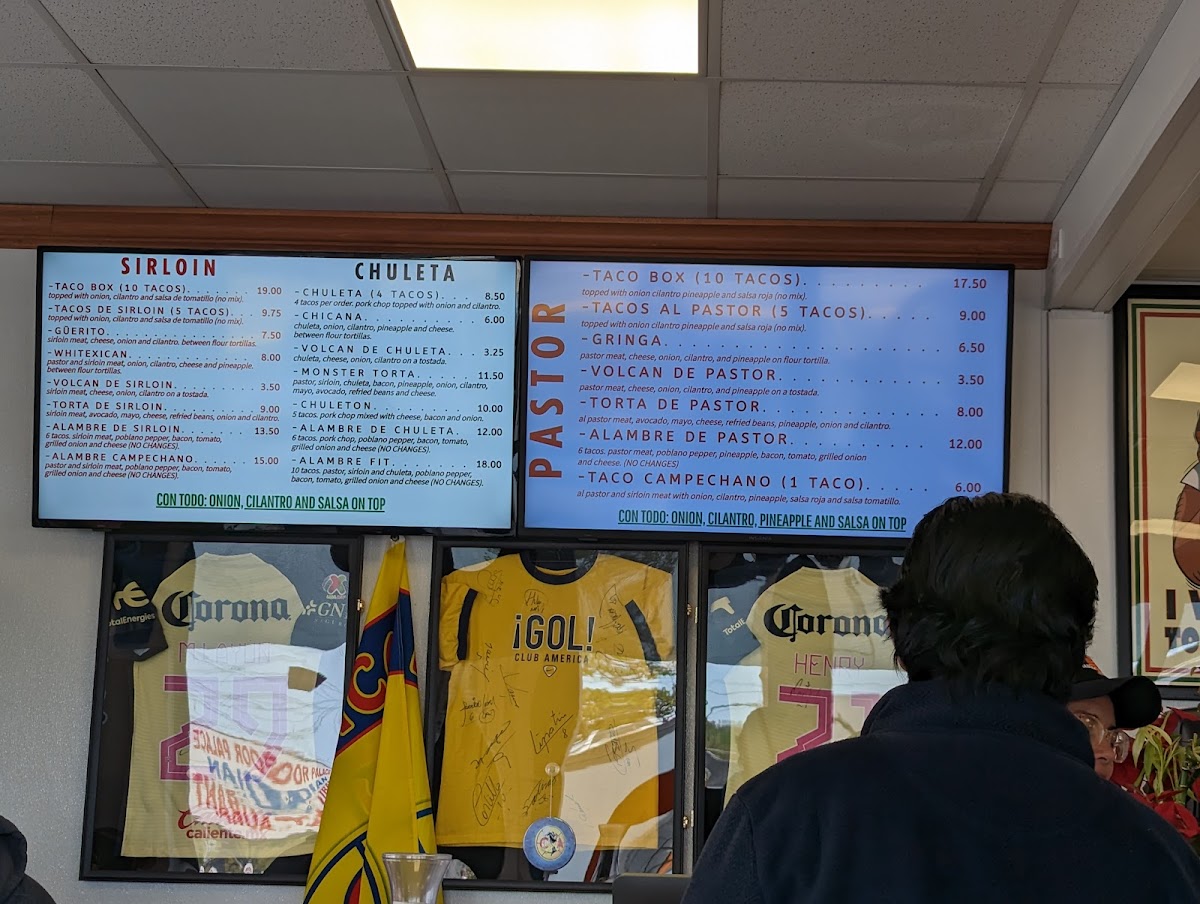 SIRLOIN
-TACO BOX (10 TACOS). . . . . . . . . 19.00
topped with onion, cilantro and salsa de tomatillo (no mix).
-TACOS DE SIRLOIN (5 TACOS). . . . 9.75
topped with onion, cilantro and salsa de tomatillo (no mix).
-GÜERITO. . . . . . . . . . . . . . . . . 7.50
sirloin meat, cheese, onion and cilantro. between flour tortillas.
-WHITEXICAN. . . . . . . . . . . . . . . 8.00
pastor and sirloin meat, onion, cilantro, cheese and pineapple.
between flour tortillas.
-VOLCAN DE SIRLOIN. . . . . . . . . . 3.50
sirloin meat, cheese, onion, cilantro on a tostada.
-TORTA DE SIRLOIN. . . . . . . . . . . 9.00
sirloin meat, avocado, mayo, cheese, refried beans, onion and cilantro.
-ALAMBRE DE SIRLOIN. . . . . . . . . 13.50
6 tacos. sirloin meat, poblano pepper, bacon, tomato,
grilled onion and cheese (NO CHANGES).
-ALAMBRE CAMPECHANO. . . . . . . . 15.00
pastor and sirloin meat, poblano pepper, bacon, tomato,
grilled onion and cheese (NO CHANGES).
CHULETA
-CHULETA (4 TACOS). . . . 8.50
4 tacos per order. pork chop topped with onion and cilantro.
-CHICANA. . . . . . . . . . . 6.00
chuleta, onion, cilantro, pineapple and cheese.
between flour tortillas.
-VOLCAN DE CHULETA. . . . 3.25
chuleta, cheese, onion, cilantro on a tostada.
-MONSTER TORTA. . . . . . . 11.50
pastor, sirloin, chuleta, bacon, pineapple, onion, cilantro,
mayo, avocado, refried beans and cheese.
-CHULETON. . . . . . . . . . 10.00
5 tacos. pork chop mixed with cheese, bacon and onion.
-ALAMBRE DE CHULETA. . . 12.00
6 tacos. pork chop, poblano pepper, bacon, tomato,
grilled onion and cheese (NO CHANGES).
-ALAMBRE FIT. . . . . . . . . 18.00
10 tacos. pastor, sirloin and chuleta, poblano pepper,
bacon, tomato, grilled onion and cheese (NO CHANGES).
CON TODO: ONION, CILANTRO AND SALSA ON TOP
PASTOR
-TACO BOX (10 TACOS). . . . . . . . . . . . 17.50
topped with onion cilantro pineapple and salsa roja (no mix).
-TACOS AL PASTOR (5 TACOS). . . . . . . 9.00
topped with onion cilantro pineapple and salsa roja (no mix).
-GRINGA. . . . . . . . . . . . . . . . . . . . . 6.50
pastor meat, cheese, onion, cilantro, and pineapple on flour tortilla.
-VOLCAN DE PASTOR. . . . . . . . . . . . . 3.50
pastor meat, cheese, onion, cilantro, and pineapple on a tostada.
-TORTA DE PASTOR. . . . . . . . . . . . . . 8.00
al pastor meat, avocado, mayo, cheese, refried beans, pineapple, onion and cilantro.
-ALAMBRE DE PASTOR. . . . . . . . . . . . 12.00
6 tacos. pastor meat, poblano pepper, pineapple, bacon, tomato, grilled onion
and cheese. (NO CHANGES)
-TACO CAMPECHANO (1 TACO). . . . . . . 6.00
al pastor and sirloin meat with onion, cilantro, pineapple, salsa roja and salsa tomatillo.
CON TODO: ONION, CILANTRO, PINEAPPLE AND SALSA ON TOP
TotalEnergies
Corona
GN
caliente.mx
¡GOL!
CLUB AMERICA
Total
Corona
HENRY